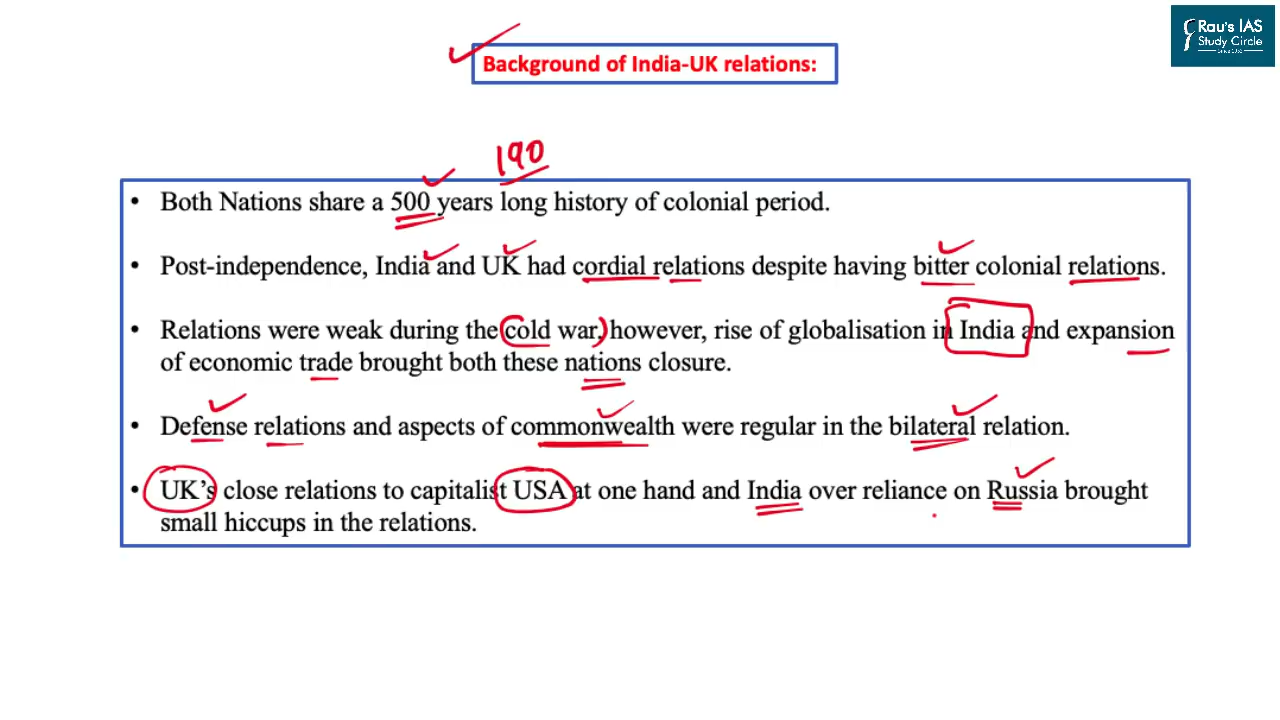 Rau's IAS
Study Circle
Background of India-UK relations:
190
• Both Nations share a 500 years long history of colonial period.
• Post-independence, India and UK had cordial relations despite having bitter colonial relations.
• Relations were weak during the cold war, however, rise of globalisation in India and expansion
of economic trade brought both these nations closure.
• Defense relations and aspects of commonwealth were regular in the bilateral relation.
• UK's close relations to capitalist USA at one hand and India over reliance on Russia brought
small hiccups in the relations.